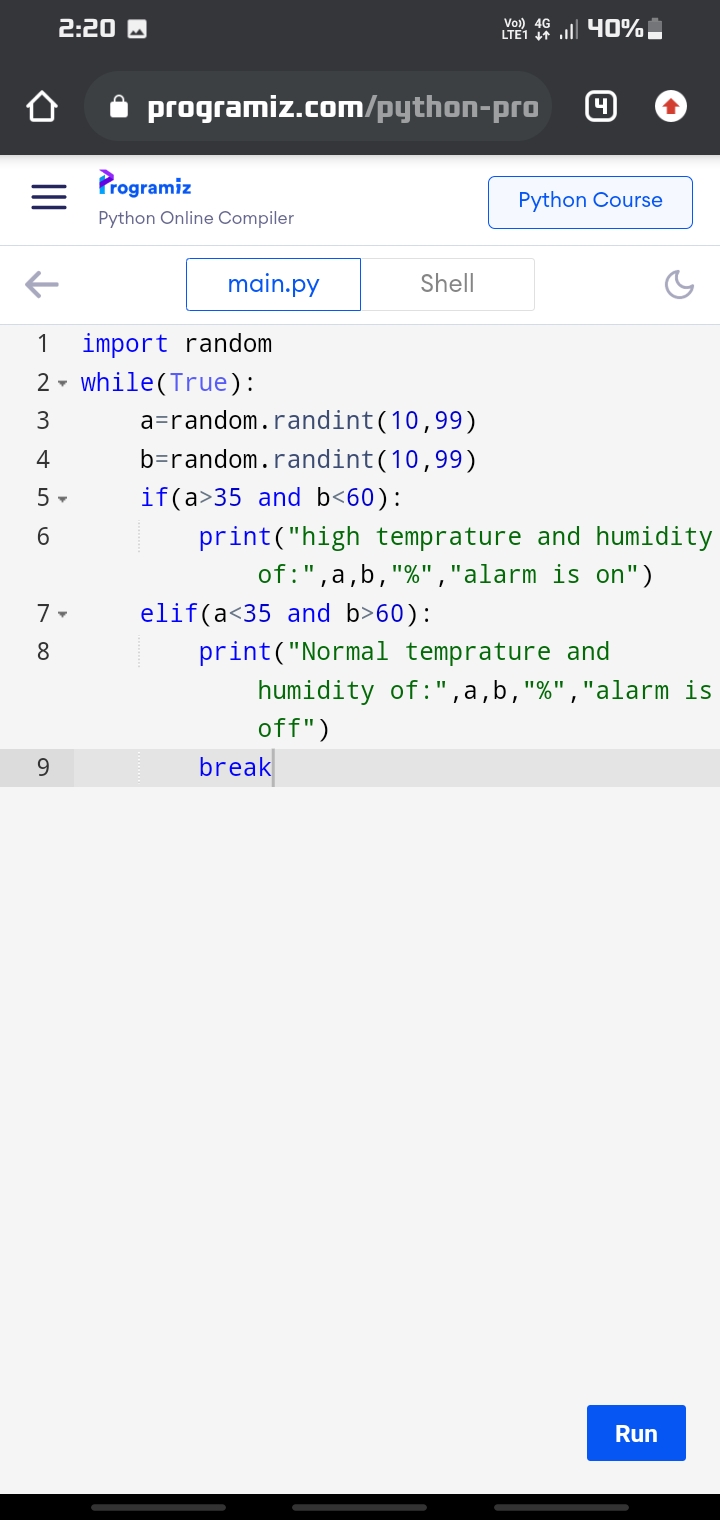 2:20 Vo)) LTE1 4G 40%
programiz.com/python-pro 4
Programiz
Python Online Compiler
Python Course
main.py Shell
1 import random
2 while(True):
3 a=random.randint(10,99)
4 b=random.randint(10,99)
5 if(a>35 and b<60):
6 print("high temprature and humidity
of:",a,b,"%","alarm is on")
7 elif(a<35 and b>60):
8 print("Normal temprature and
humidity of:",a,b,"%","alarm is
off")
9 break
Run